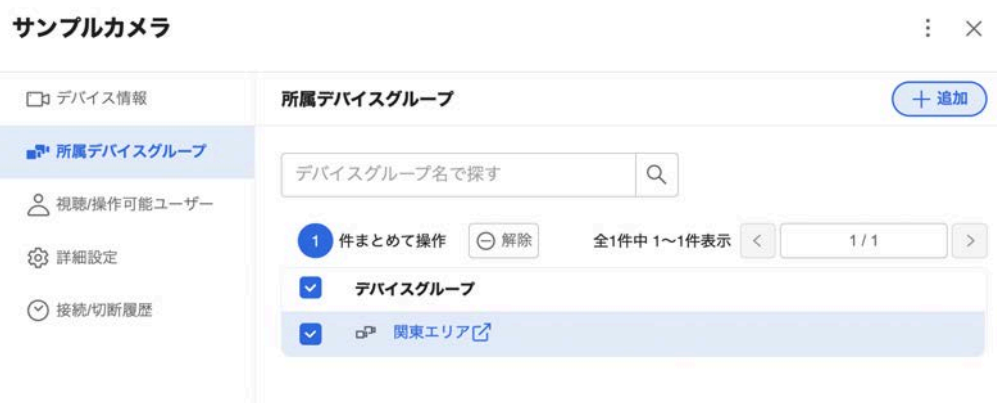 サンプルカメラ
デバイス情報
所属デバイスグループ
視聴/操作可能ユーザー
詳細設定
接続/切断履歴
所属デバイスグループ
追加
デバイスグループ名で探す
1 件まとめて操作 解除 全1件中 1〜1件表示 < 1 / 1 >
デバイスグループ
関東エリア